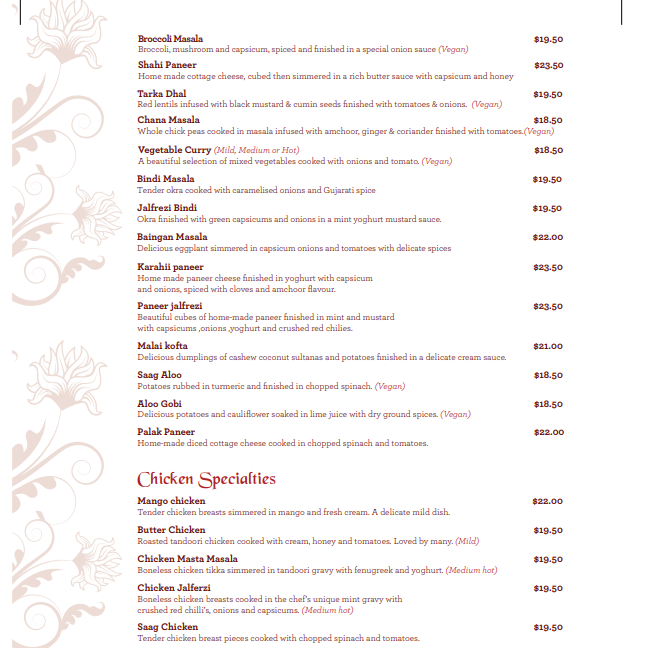 Broccoli Masala $19.50
Broccoli, mushroom and capsicum, spiced and finished in a special onion sauce (Vegan)
Shahi Paneer $23.50
Home made cottage cheese, cubed then simmered in a rich butter sauce with capsicum and honey
Tarka Dhal $19.50
Red lentils infused with black mustard & cumin seeds finished with tomatoes & onions. (Vegan)
Chana Masala $18.50
Whole chick peas cooked in masala infused with amchoor, ginger & coriander finished with tomatoes.(Vegan)
Vegetable Curry (Mild, Medium or Hot) $18.50
A beautiful selection of mixed vegetables cooked with onions and tomato. (Vegan)
Bindi Masala $19.50
Tender okra cooked with caramelised onions and Gujarati spice
Jalfrezi Bindi $19.50
Okra finished with green capsicums and onions in a mint yoghurt mustard sauce.
Baingan Masala $22.00
Delicious eggplant simmered in capsicum onions and tomatoes with delicate spices
Karahii paneer $23.50
Home made paneer cheese finished in yoghurt with capsicum
and onions, spiced with cloves and amchoor flavour.
Paneer jalfrezi $23.50
Beautiful cubes of home-made paneer finished in mint and mustard
with capsicums ,onions ,yoghurt and crushed red chilies.
Malai kofta $21.00
Delicious dumplings of cashew coconut sultanas and potatoes finished in a delicate cream sauce.
Saag Aloo $18.50
Potatoes rubbed in turmeric and finished in chopped spinach. (Vegan)
Aloo Gobi $18.50
Delicious potatoes and cauliflower soaked in lime juice with dry ground spices. (Vegan)
Palak Paneer $22.00
Home-made diced cottage cheese cooked in chopped spinach and tomatoes.
Chicken Specialties
Mango chicken $22.00
Tender chicken breasts simmered in mango and fresh cream. A delicate mild dish.
Butter Chicken $19.50
Roasted tandoori chicken cooked with cream, honey and tomatoes. Loved by many. (Mild)
Chicken Masta Masala $19.50
Boneless chicken tikka simmered in tandoori gravy with fenugreek and yoghurt. (Medium hot)
Chicken Jalferzi $19.50
Boneless chicken breasts cooked in the chef's unique mint gravy with
crushed red chilli's, onions and capsicums. (Medium hot)
Saag Chicken $19.50
Tender chicken breast pieces cooked with chopped spinach and tomatoes.